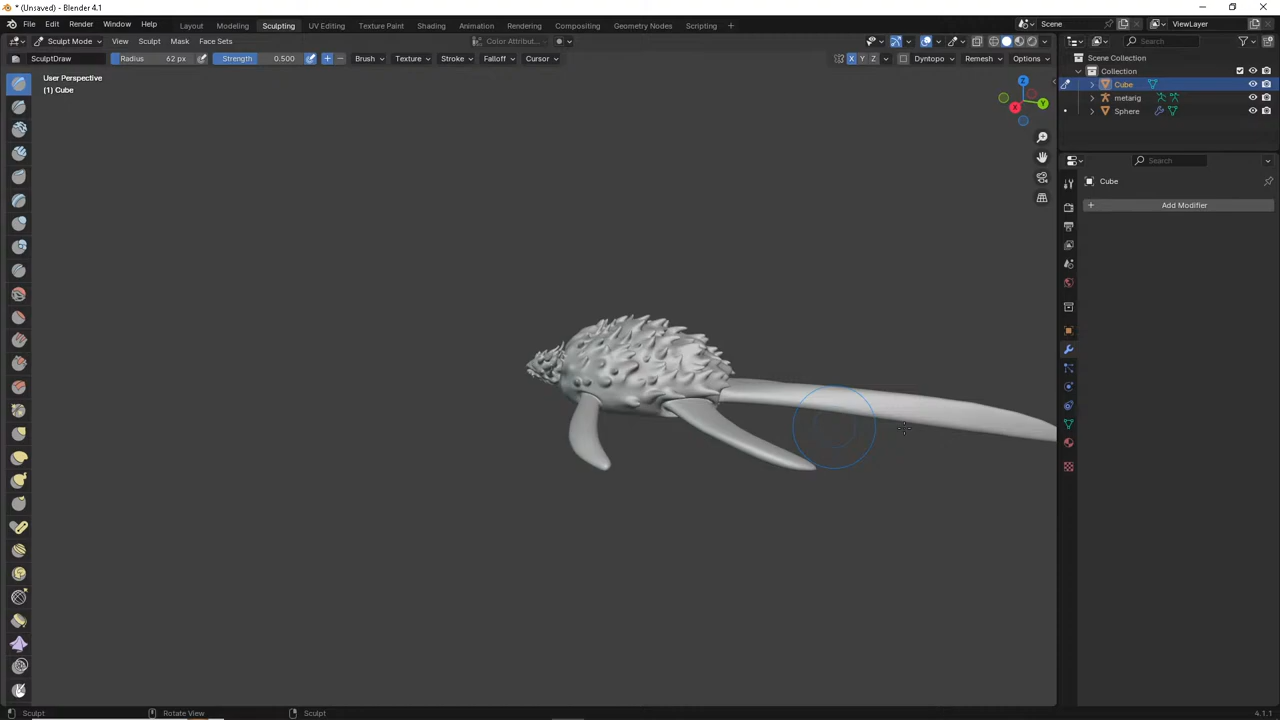 * (Unsaved) - Blender 4.1
File Edit Render Window Help Layout Modeling Sculpting UV Editing Texture Paint Shading Animation Rendering Compositing Geometry Nodes Scripting + Scene ViewLayer
Sculpt Mode View Sculpt Mask Face Sets Color Attribut... Search
SculptDraw Radius 62 px Strength 0.500 Brush Texture Stroke Falloff Cursor X Y Z Dyntopo Remesh Options Scene Collection
User Perspective
(1) Cube
Collection
Cube
metarig
Sphere
Z
Y
X
Search
Cube
+ Add Modifier
Sculpt Rotate View Sculpt 4.1.1